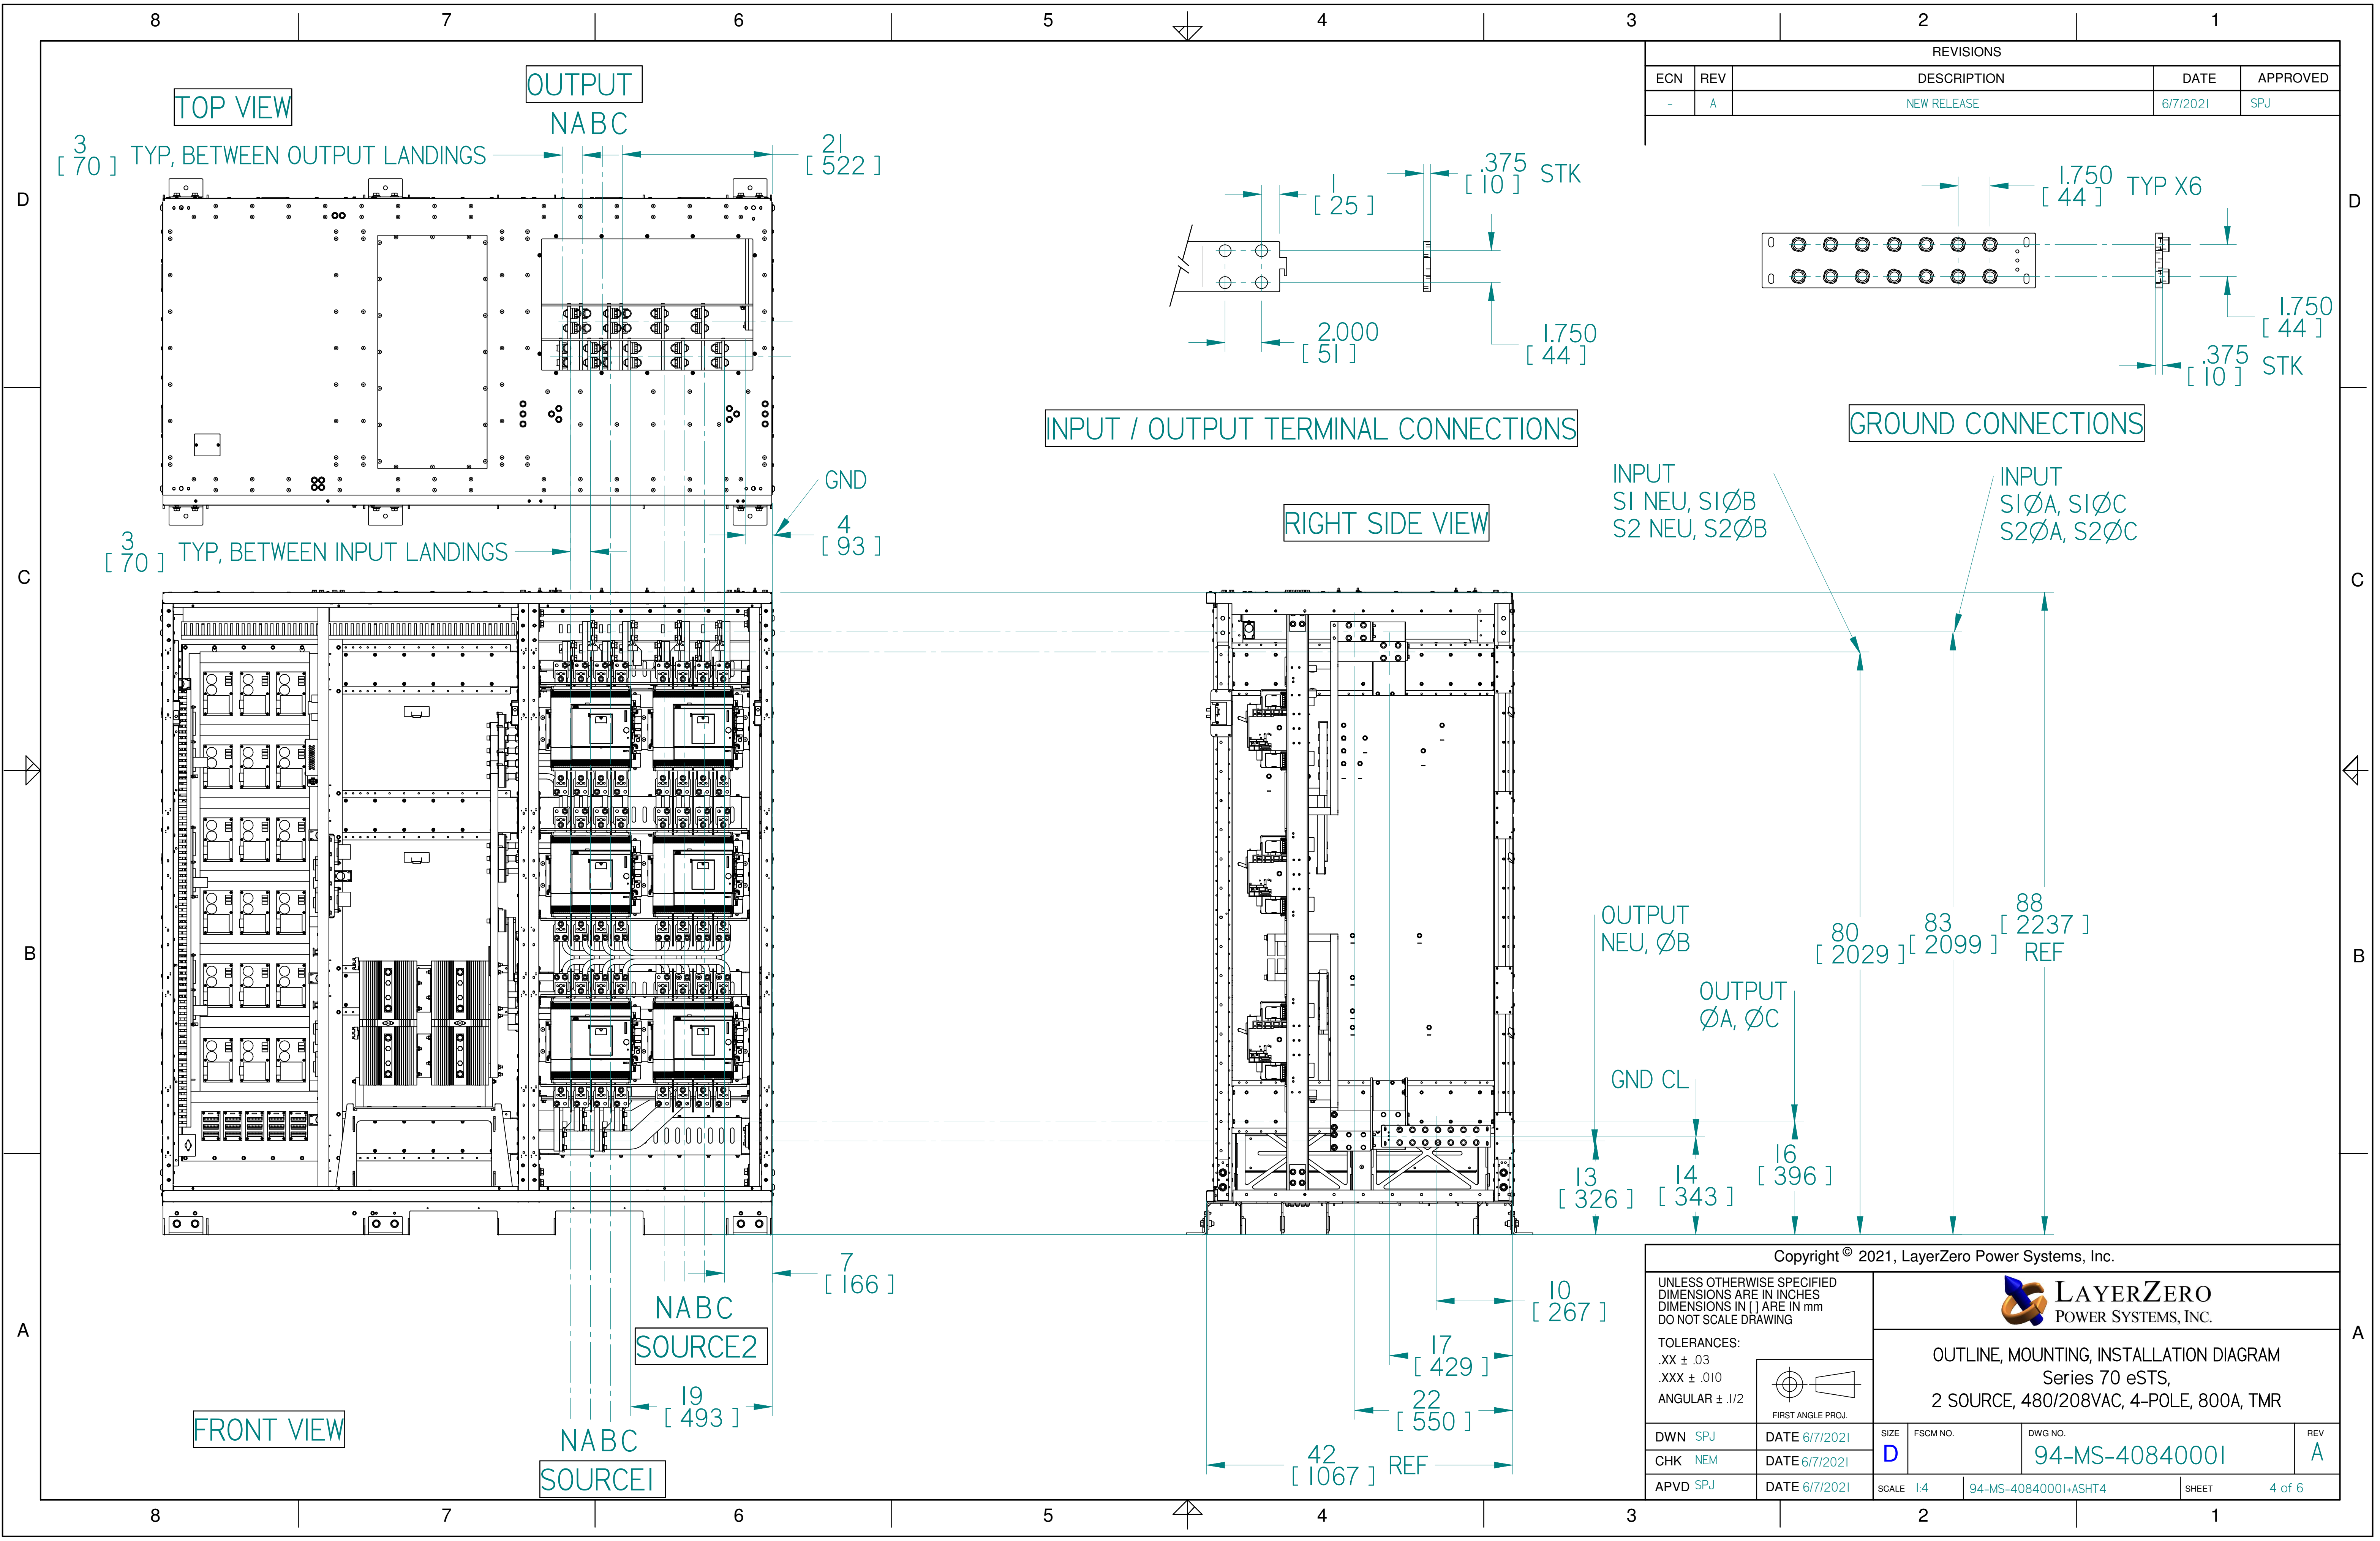 8 7 6 5 4 3 2 1
D
C
B
A
REVISIONS
ECN REV DESCRIPTION DATE APPROVED
- A NEW RELEASE 6/7/2021 SPJ
TOP VIEW
OUTPUT
NABC
3
[ 70 ]
TYP, BETWEEN OUTPUT LANDINGS
21
[ 522 ]
GND
4
[ 93 ]
3
[ 70 ]
TYP, BETWEEN INPUT LANDINGS
1
[ 25 ]
.375
[ 10 ]
STK
2.000
[ 51 ]
1.750
[ 44 ]
INPUT / OUTPUT TERMINAL CONNECTIONS
1.750
[ 44 ]
TYP X6
1.750
[ 44 ]
.375
[ 10 ]
STK
GROUND CONNECTIONS
RIGHT SIDE VIEW
INPUT
S1 NEU, S1ØB
S2 NEU, S2ØB
INPUT
S1ØA, S1ØC
S2ØA, S2ØC
OUTPUT
NEU, ØB
OUTPUT
ØA, ØC
GND CL
80
[ 2029 ]
83
[ 2099 ]
88
[ 2237 ]
REF
13
[ 326 ]
14
[ 343 ]
16
[ 396 ]
10
[ 267 ]
17
[ 429 ]
22
[ 550 ]
42
[ 1067 ]
REF
7
[ 166 ]
NABC
SOURCE2
19
[ 493 ]
NABC
SOURCE1
FRONT VIEW
Copyright © 2021, LayerZero Power Systems, Inc.
UNLESS OTHERWISE SPECIFIED
DIMENSIONS ARE IN INCHES
DIMENSIONS IN [ ] ARE IN mm
DO NOT SCALE DRAWING
TOLERANCES:
.XX ± .03
.XXX ± .010
ANGULAR ± .1/2
FIRST ANGLE PROJ.
LAYERZERO
POWER SYSTEMS, INC.
OUTLINE, MOUNTING, INSTALLATION DIAGRAM
Series 70 eSTS,
2 SOURCE, 480/208VAC, 4-POLE, 800A, TMR
DWN SPJ DATE 6/7/2021
CHK NEM DATE 6/7/2021
APVD SPJ DATE 6/7/2021
SIZE
D
FSCM NO.
DWG NO.
94-MS-40840001
REV
A
SCALE 1:4
94-MS-40840001+ASHT4
SHEET 4 of 6
D
C
B
A
8 7 6 5 4 3 2 1